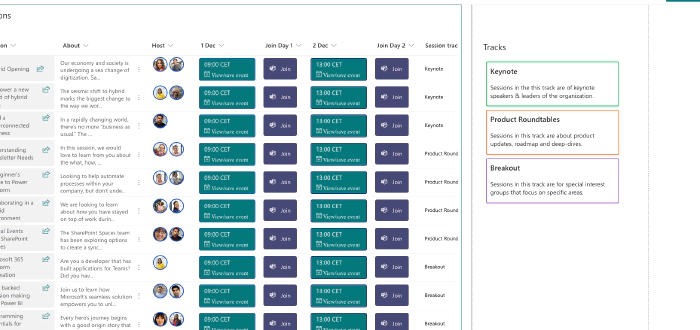 ons
on About Host 1 Dec Join Day 1 2 Dec Join Day 2 Session trac
rid Opening
Our economy and society is
undergoing a sea change of
digitization. Sa...
09:00 CET
View/save event
Join
13:00 CET
View/save event
Join
Keynote
ower a new
d of hybrid
The seismic shift to hybrid
marks the biggest change to
the way we wor...
09:00 CET
View/save event
Join
13:00 CET
View/save event
Join
Keynote
d a
rconnected
ness
In a rapidly changing world,
there's no more "business as
usual." The ...
09:00 CET
View/save event
Join
13:00 CET
View/save event
Join
Keynote
erstanding
sletter Needs
In this session, we would
love to learn from you about
the what, how, ...
09:00 CET
View/save event
Join
13:00 CET
View/save event
Join
Product Round
ginner's
e to Power
form
Looking to help automate
processes within your
company, but don't unde..
09:00 CET
View/save event
Join
13:00 CET
View/save event
Join
Product Round
aborating in a
id
ronment
We are looking to learn
about how you have stayed
on top of work durin...
09:00 CET
View/save event
Join
13:00 CET
View/save event
Join
Product Round
al Events
SharePoint
es
The SharePoint Spaces team
has been exploring options
to create a sync...
09:00 CET
View/save event
Join
13:00 CET
View/save event
Join
Product Round
osoft 365
orm
vation
Are you a developer that has
built applications for Teams?
Did you hav...
09:00 CET
View/save event
Join
13:00 CET
View/save event
Join
Breakout
backed
sion making
Power BI
Join us to learn how
Microsoft's seamless solution
empowers you to uni...
09:00 CET
View/save event
Join
13:00 CET
View/save event
Join
Breakout
ramming
entials for
Every hero's journey begins
with a good origin story that
09:00 CET
View/save event
Join
13:00 CET
View/save event
Join
Breakout
Tracks
Keynote
Sessions in the this track are of keynote
speakers & leaders of the organization.
Product Roundtables
Sessions in this track are about product
updates, roadmap and deep-dives.
Breakout
Sessions in this track are for special interest
groups that focus on specific areas.